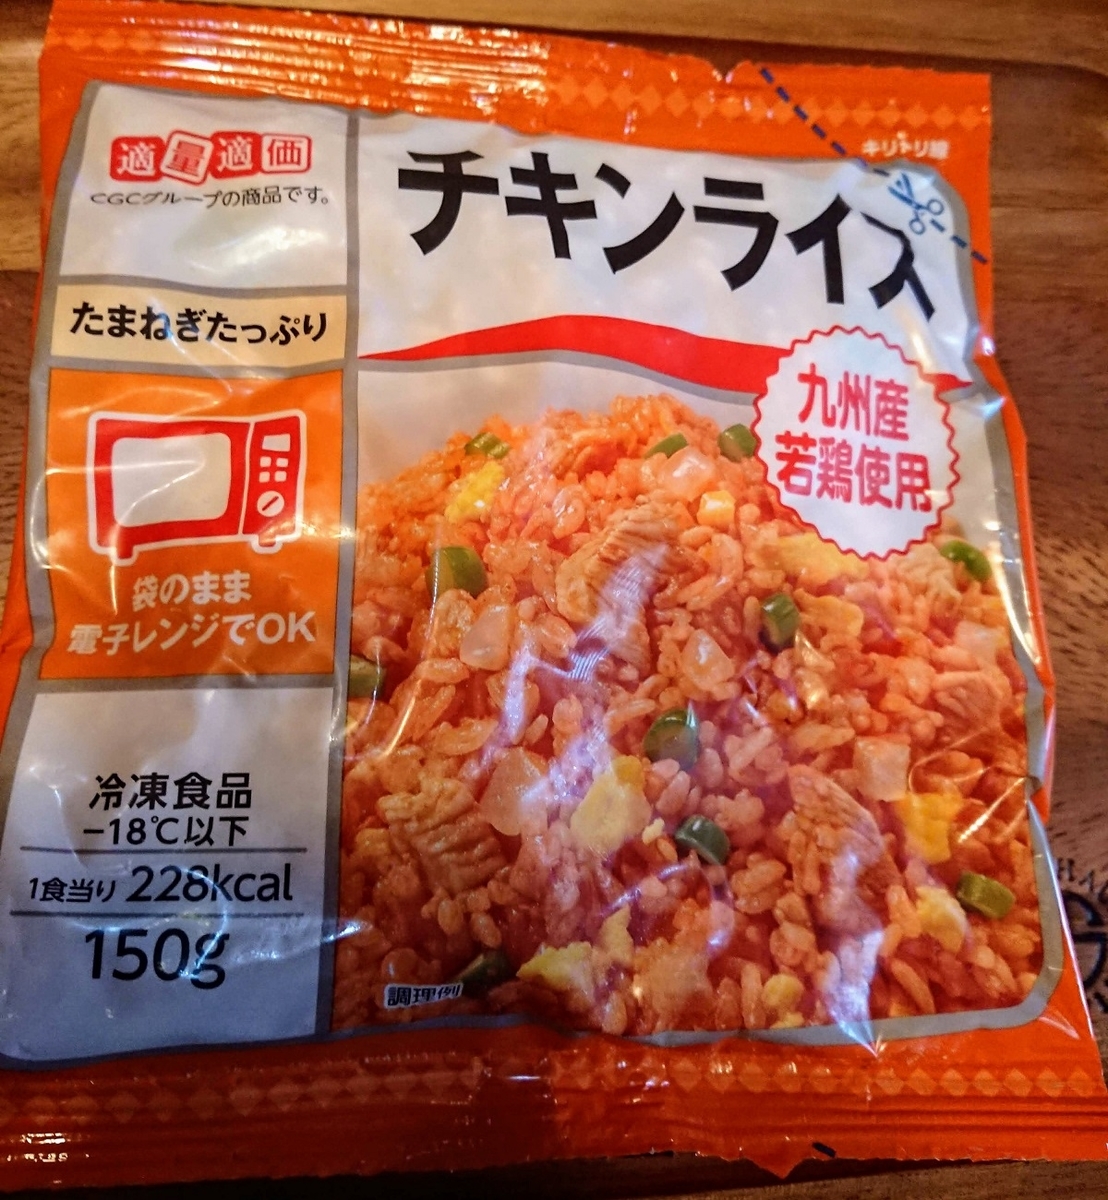 適量適価
CGCグループの商品です。
チキンライス
キリトリ線
たまねぎたっぷり
九州産
若鶏使用
袋のまま
電子レンジでOK
冷凍食品
−18℃以下
1食当り 228kcal
150g
調理例